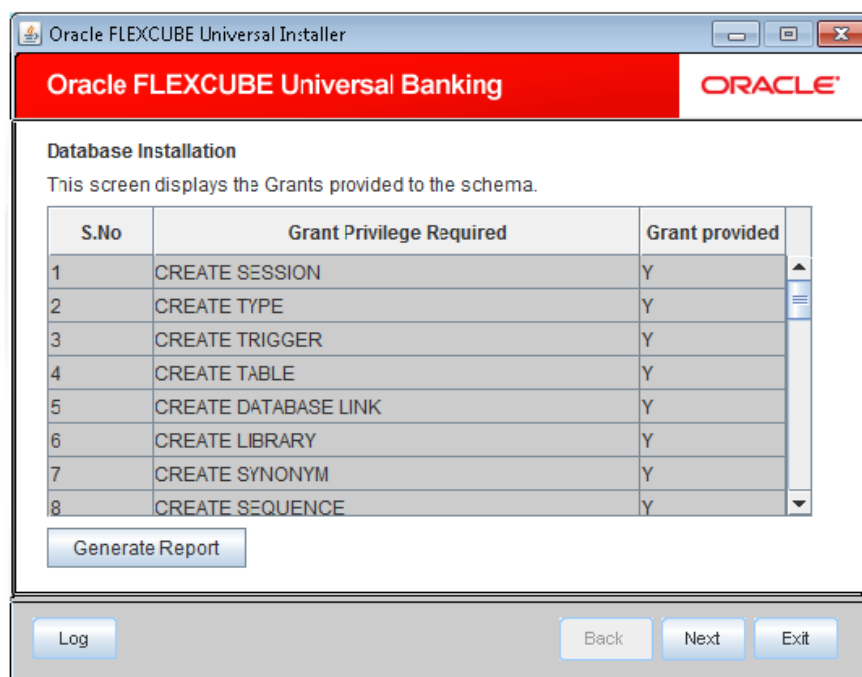 Oracle FLEXCUBE Universal Installer
Oracle FLEXCUBE Universal Banking ORACLE
Database Installation
This screen displays the Grants provided to the schema.
S.No Grant Privilege Required Grant provided
1 CREATE SESSION Y
2 CREATE TYPE Y
3 CREATE TRIGGER Y
4 CREATE TABLE Y
5 CREATE DATABASE LINK Y
6 CREATE LIBRARY Y
7 CREATE SYNONYM Y
8 CREATE SEQUENCE Y
Generate Report
Log Back Next Exit